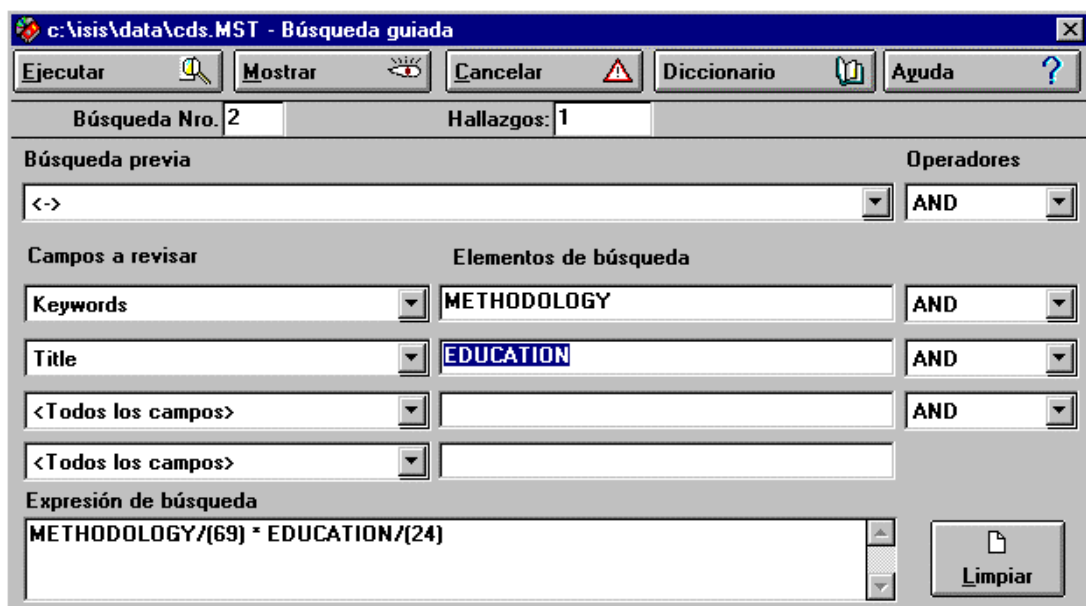 c:\isis\data\cds.MST - Búsqueda guiada
Ejecutar Mostrar Cancelar Diccionario Ayuda ?
Búsqueda Nro. 2 Hallazgos: 1
Búsqueda previa Operadores
<-> AND
Campos a revisar Elementos de búsqueda
Keywords METHODOLOGY AND
Title EDUCATION AND
<Todos los campos> AND
<Todos los campos>
Expresión de búsqueda
METHODOLOGY/(69) * EDUCATION/(24)
Limpiar